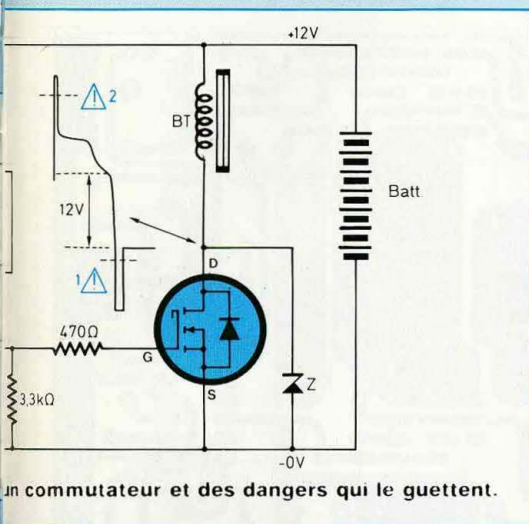 +12V
2
BT
Batt.
12V
1
D
470Ω
G
3,3kΩ
S
Z
-0V
un commutateur et des dangers qui le guettent.